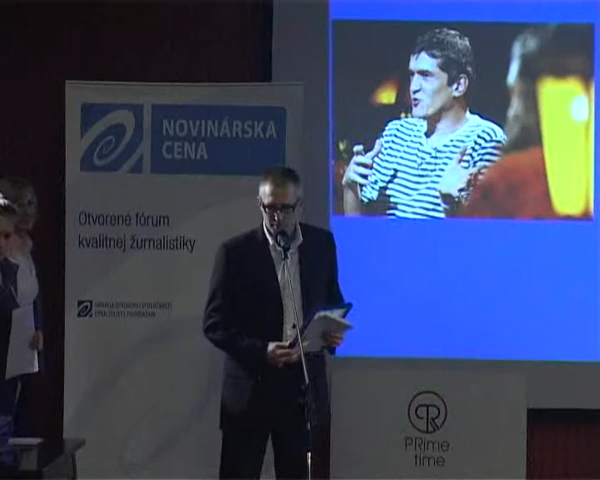 NOVINÁRSKA
CENA
Otvorené fórum
kvalitnej žurnalistiky
PRime
time